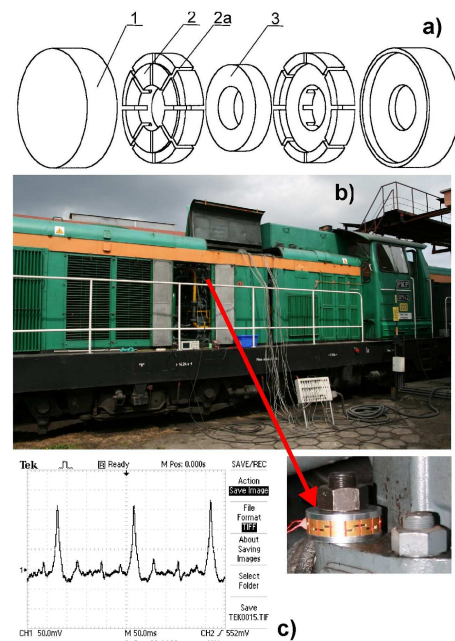 1
2
2a
3
a)
b)
Tek
Ready
M Pos: 0.000s
SAVE/REC
Action
Save Image
File
Format
TIFF
About
Saving
Images
Select
Folder
Save
TEK0015.TIF
1
CH1 50.0mV
M 50.0ms
CH2 552mV
c)